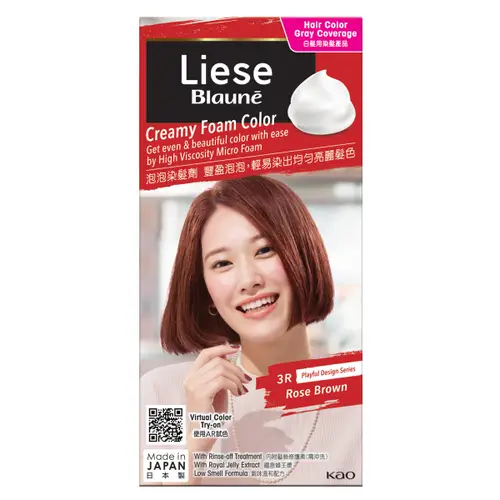 Hair Color
Gray Coverage
白髮用染髮產品
Liese
Blauné
Creamy Foam Color
Get even & beautiful color with ease
by High Viscosity Micro Foam
泡泡染髮劑 豐盈泡泡,輕易染出均勻亮麗髮色
3R Playful Design Series
Rose Brown
Virtual Color
Try-on
使用AR試色
Made in
JAPAN
日本製
With Rinse-off Treatment
With Royal Jelly Extract
Low Smell Formula
KAO